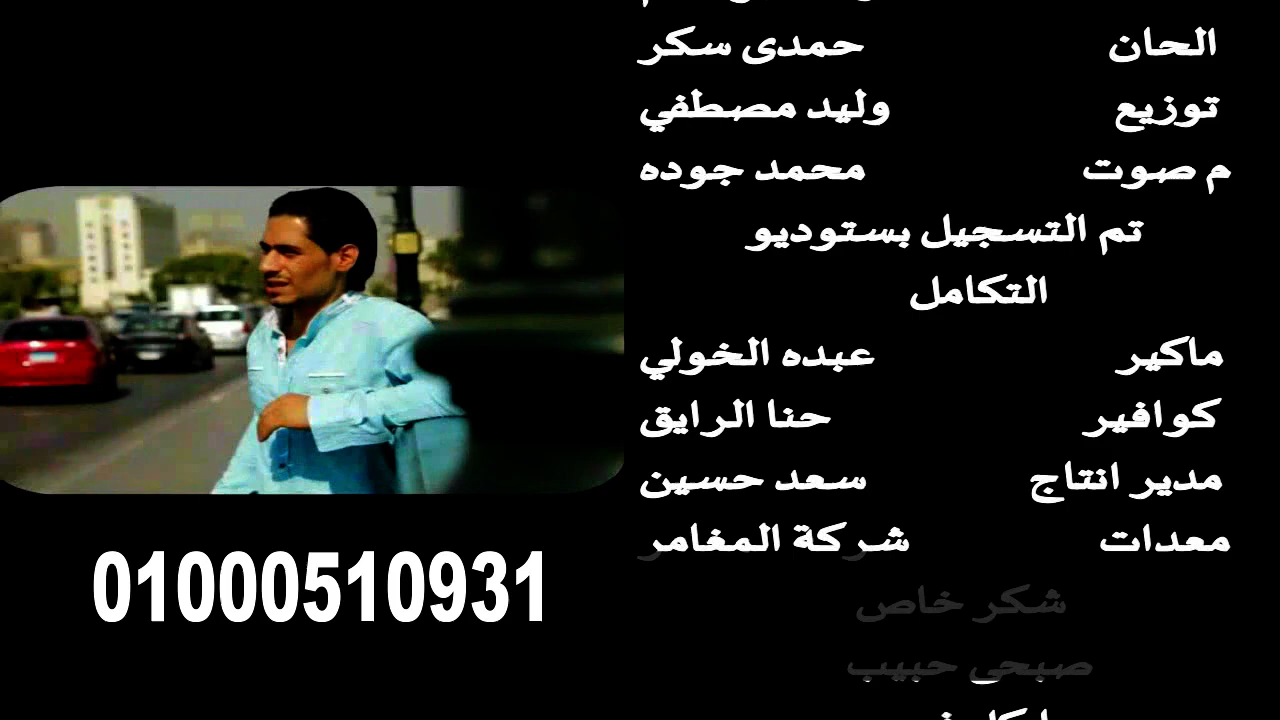 الحان حمدى سكر
توزيع وليد مصطفي
م صوت محمد جوده
تم التسجيل بستوديو
التكامل
ماكير عبده الخولي
كوافير حنا الرايق
مدير انتاج سعد حسين
معدات شركة المغامر
شكر خاص
صبحى حبيب
01000510931